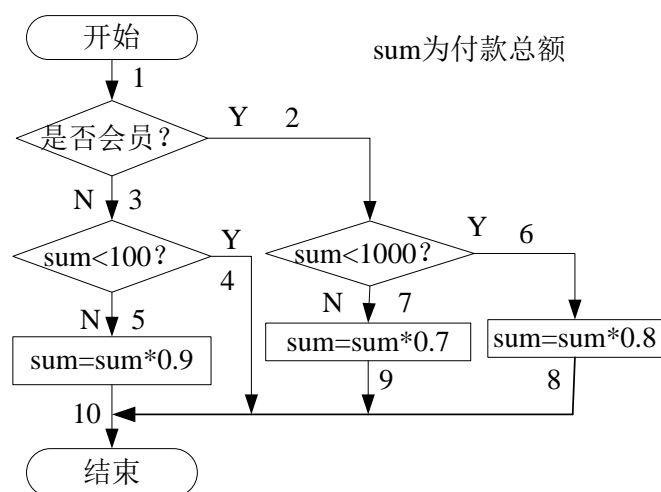 开始
sum为付款总额
1
是否会员？
Y
2
N
3
sum<100？
Y
4
sum<1000？
Y
6
N
5
N
7
sum=sum*0.9
sum=sum*0.7
sum=sum*0.8
9
8
10
结束